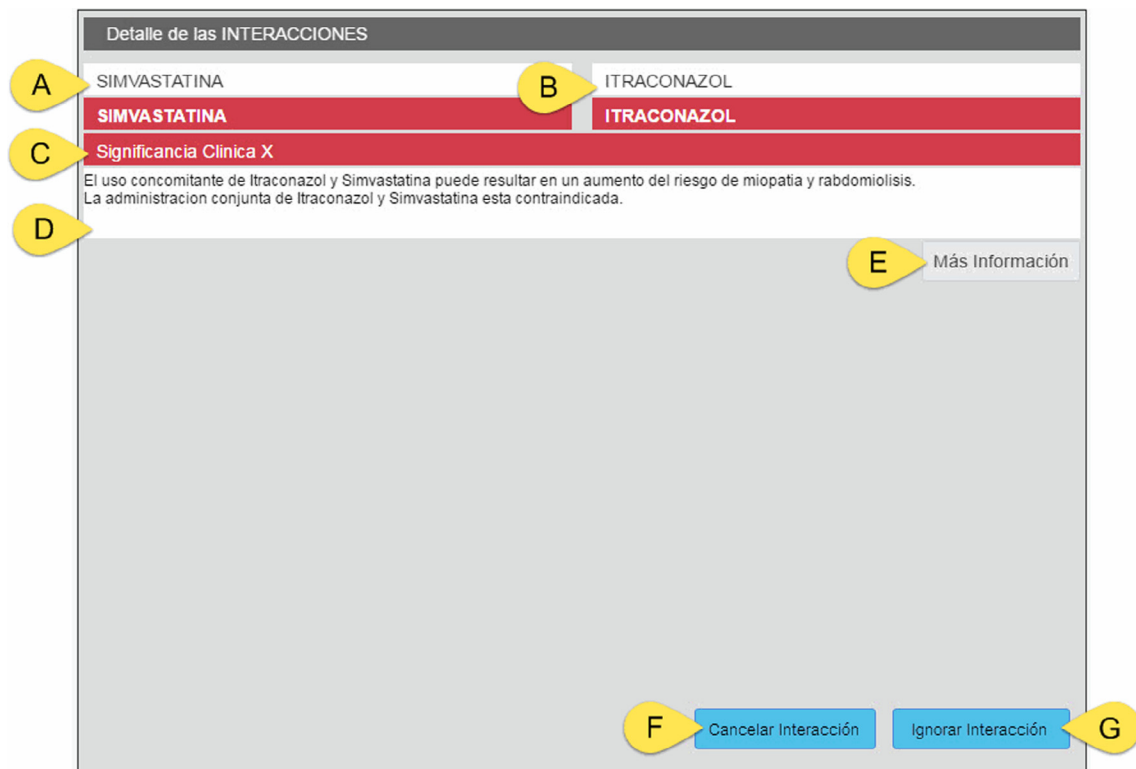 Detalle de las INTERACCIONES
A SIMVASTATINA B ITRACONAZOL
SIMVASTATINA ITRACONAZOL
C Significancia Clinica X
El uso concomitante de Itraconazol y Simvastatina puede resultar en un aumento del riesgo de miopatia y rabdomiolisis.
La administracion conjunta de Itraconazol y Simvastatina esta contraindicada.
D
E Más Información
F Cancelar Interacción Ignorar Interacción G